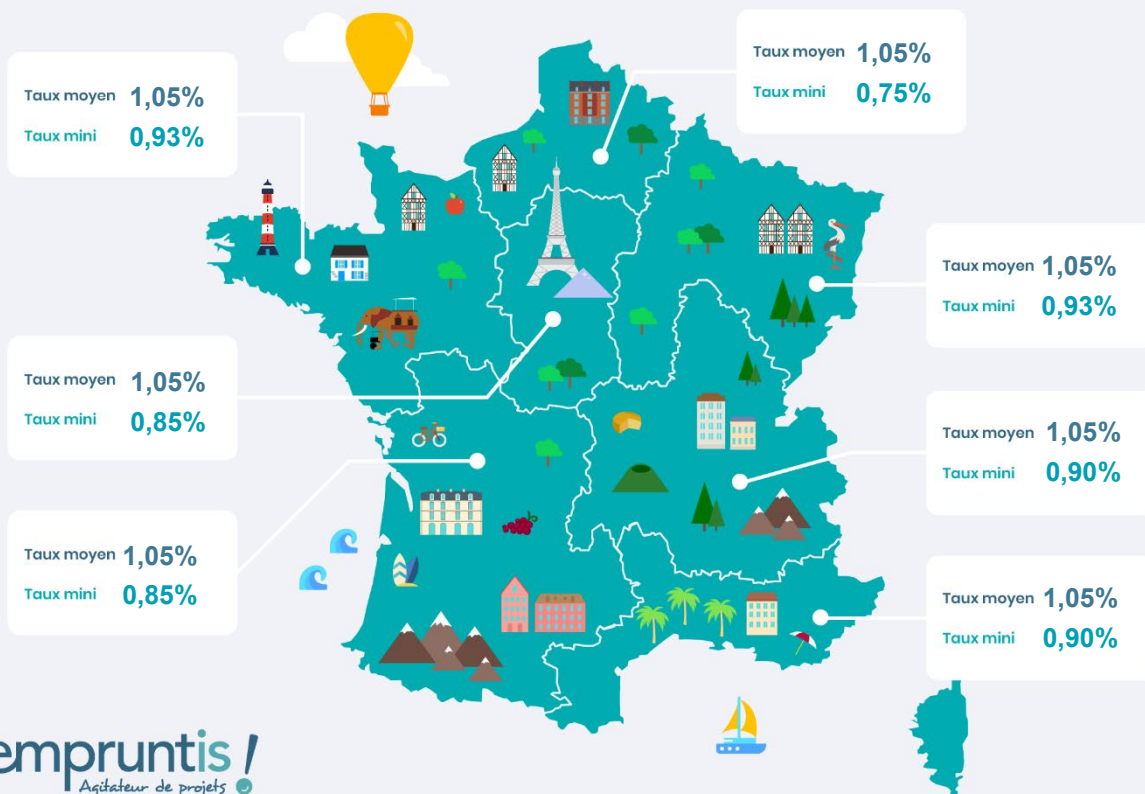 Taux moyen 1,05%
Taux mini 0,93%
Taux moyen 1,05%
Taux mini 0,75%
Taux moyen 1,05%
Taux mini 0,93%
Taux moyen 1,05%
Taux mini 0,85%
Taux moyen 1,05%
Taux mini 0,90%
Taux moyen 1,05%
Taux mini 0,85%
Taux moyen 1,05%
Taux mini 0,90%
empruntis !
Agitateur de projets